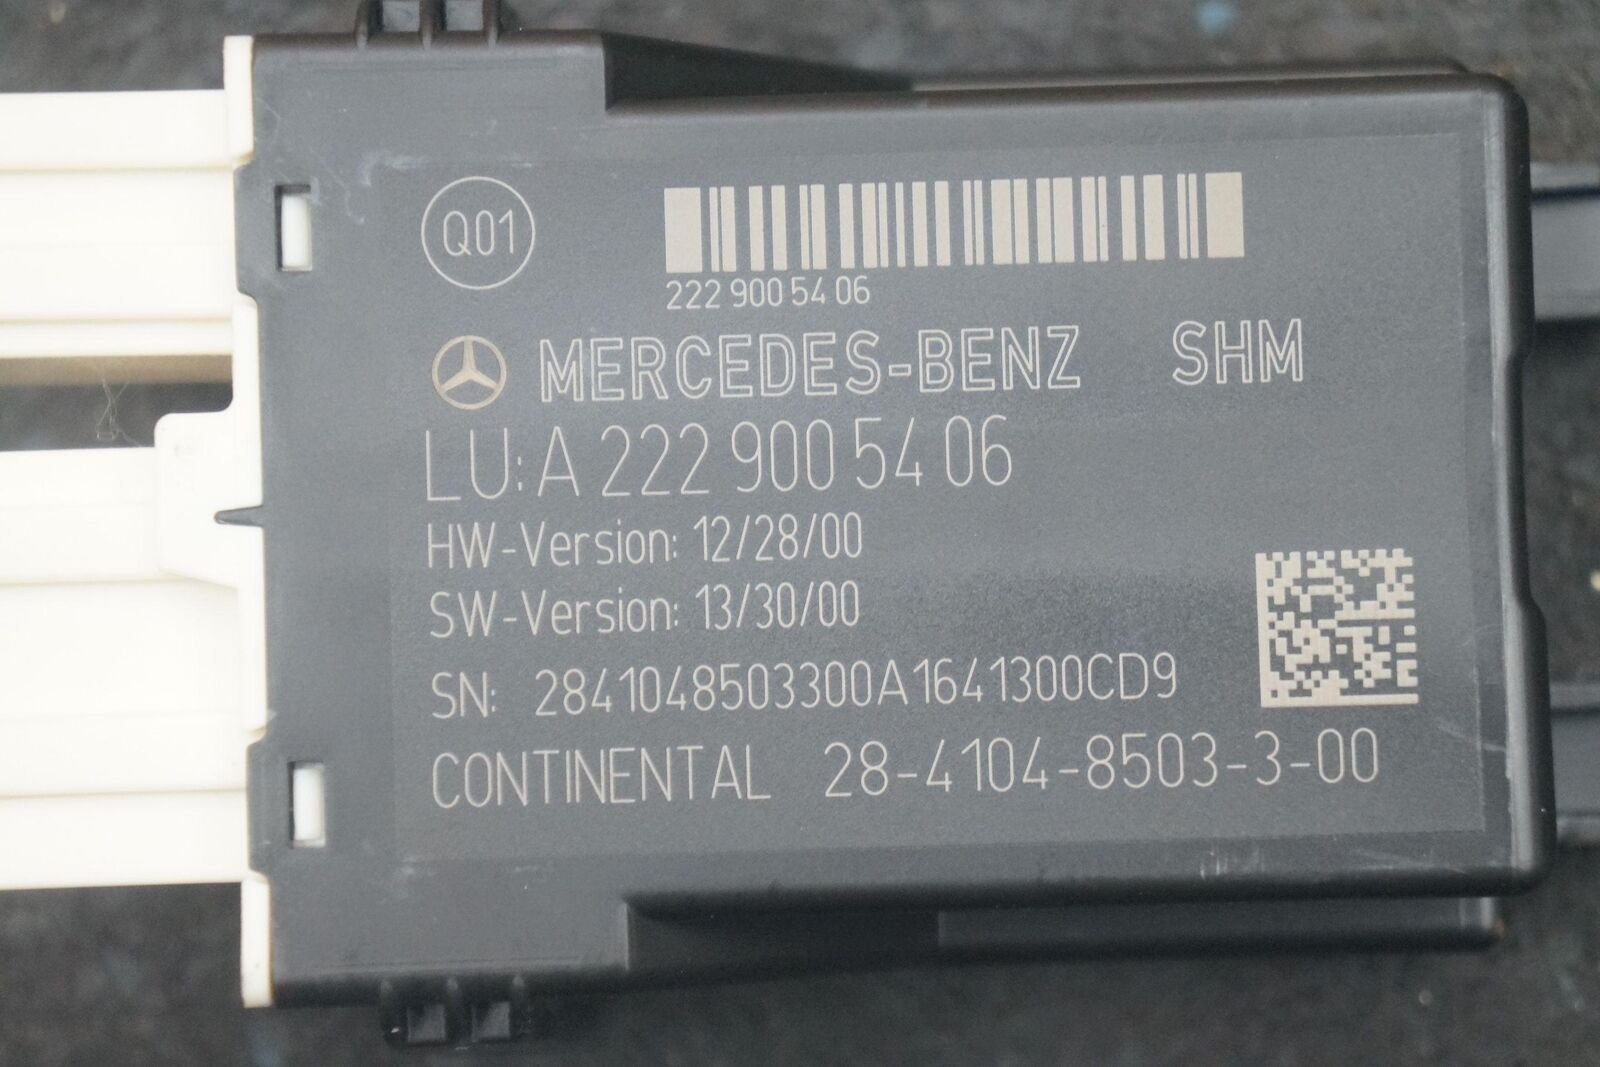 Q01
222 900 54 06
MERCEDES-BENZ SHM
LU: A 222 900 54 06
HW-Version: 12/28/00
SW-Version: 13/30/00
SN: 2841048503300A1641300CD9
CONTINENTAL 28-4104-8503-3-00